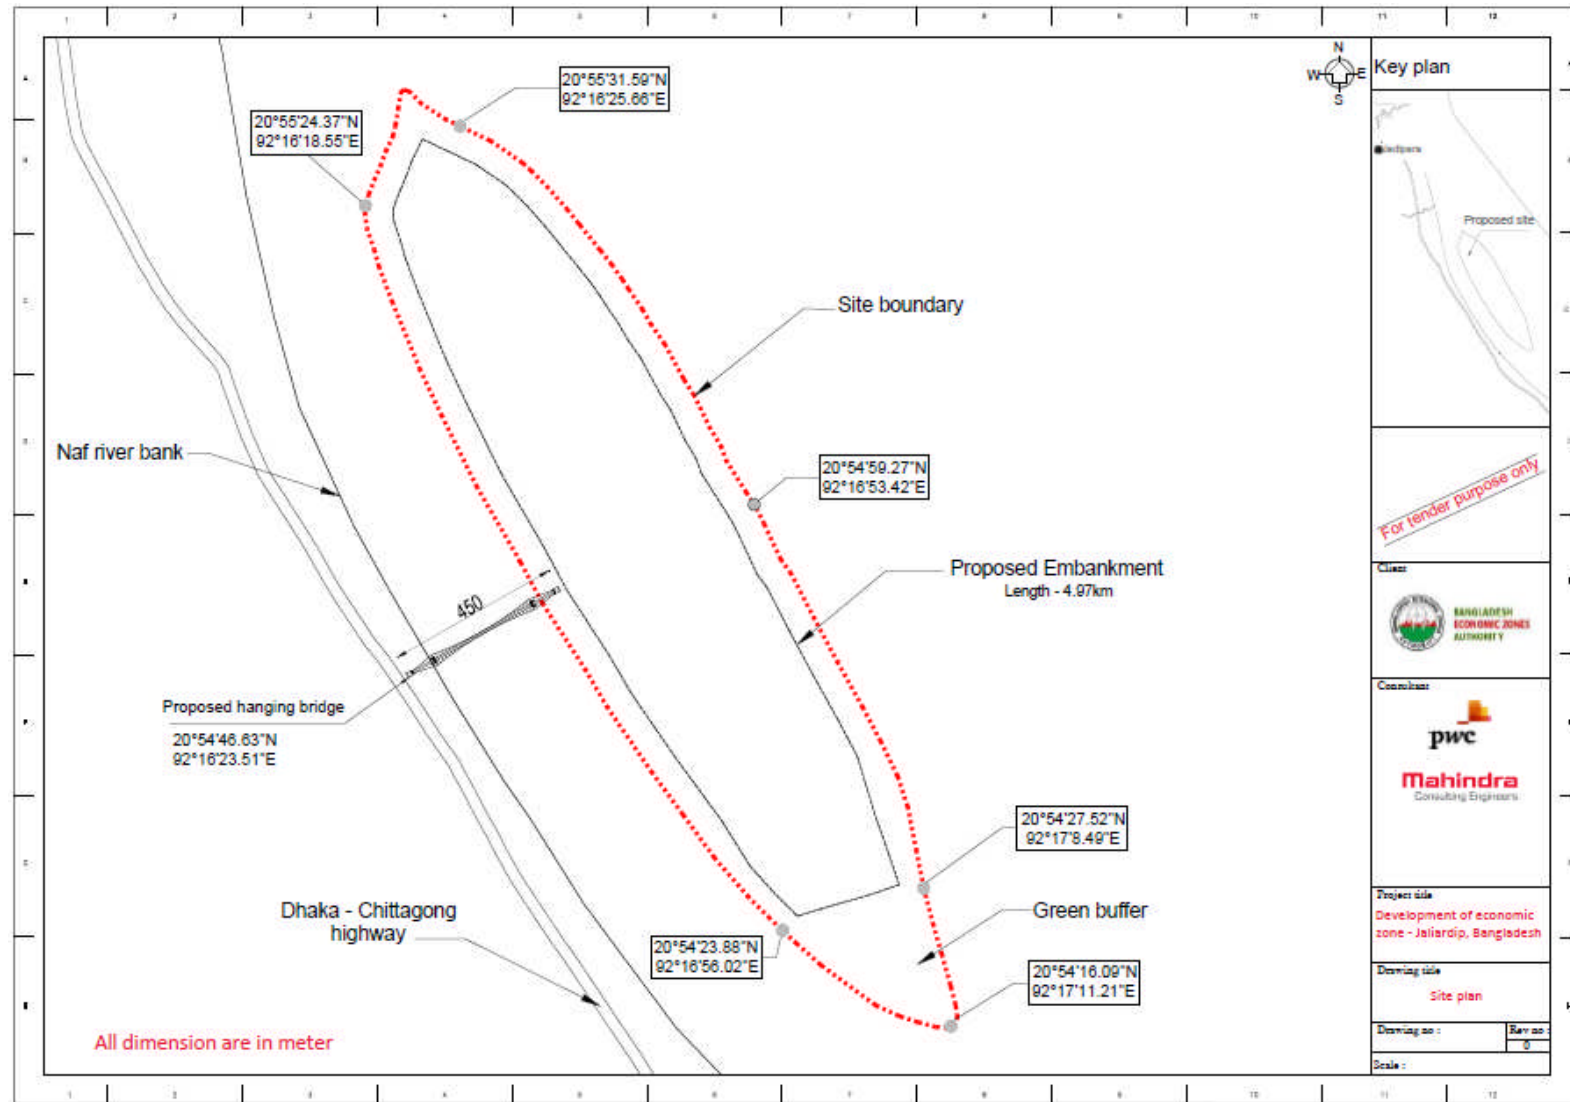 N
W E
S
Key plan
20°55'31.59"N
92°16'25.66"E
20°55'24.37"N
92°16'18.55"E
Proposed site
Site boundary
Naf river bank
20°54'59.27"N
92°16'53.42"E
For tender purpose only
Proposed Embankment
Length - 4.97km
450
Client
BANGLADESH
ECONOMIC ZONES
AUTHORITY
Proposed hanging bridge
20°54'46.63"N
92°16'23.51"E
Consultant
pwc
Mahindra
Consulting Engineers
20°54'27.52"N
92°17'8.49"E
Dhaka - Chittagong
highway
Green buffer
20°54'23.88"N
92°16'56.02"E
20°54'16.09"N
92°17'11.21"E
Project title
Development of economic
zone - Jaliardip, Bangladesh
Drawing title
Site plan
Drawing no :
Rev no :
0
Scale :
All dimension are in meter